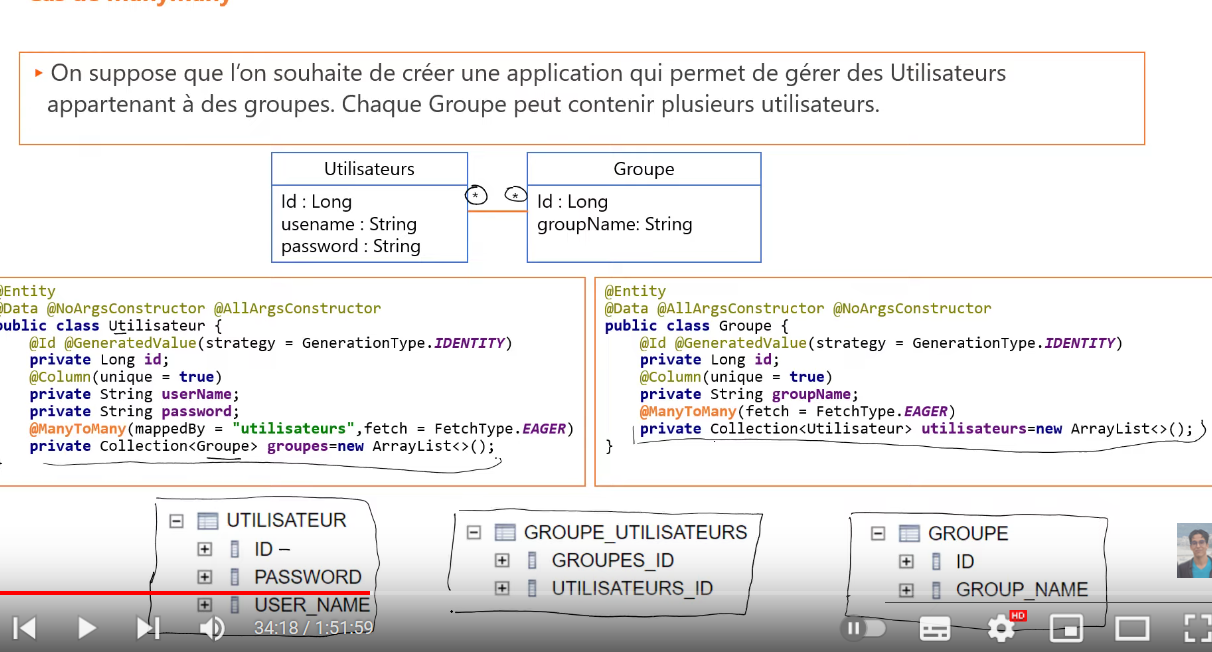 On suppose que l'on souhaite de créer une application qui permet de gérer des Utilisateurs
appartenant à des groupes. Chaque Groupe peut contenir plusieurs utilisateurs.
Utilisateurs
Id : Long
usename : String
password : String
* *
Groupe
Id : Long
groupName: String
@Entity
@Data @NoArgsConstructor @AllArgsConstructor
public class Utilisateur {
@Id @GeneratedValue(strategy = GenerationType.IDENTITY)
private Long id;
@Column(unique = true)
private String userName;
private String password;
@ManyToMany(mappedBy = "utilisateurs",fetch = FetchType.EAGER)
private Collection<Groupe> groupes=new ArrayList<>();
@Entity
@Data @AllArgsConstructor @NoArgsConstructor
public class Groupe {
@Id @GeneratedValue(strategy = GenerationType.IDENTITY)
private Long id;
@Column(unique = true)
private String groupName;
@ManyToMany(fetch = FetchType.EAGER)
private Collection<Utilisateur> utilisateurs=new ArrayList<>();
}
UTILISATEUR
ID –
PASSWORD
USER_NAME
GROUPE_UTILISATEURS
GROUPES_ID
UTILISATEURS_ID
GROUPE
ID
GROUP_NAME
34:18 / 1:51:59
HD